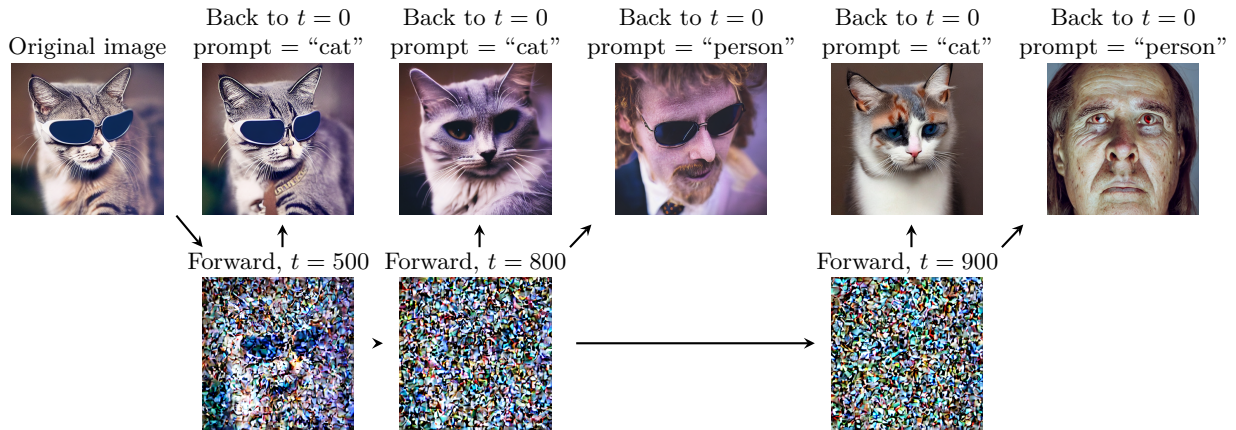 Original image
Back to t = 0
prompt = “cat”
Back to t = 0
prompt = “cat”
Back to t = 0
prompt = “person”
Back to t = 0
prompt = “cat”
Back to t = 0
prompt = “person”
Forward, t = 500
Forward, t = 800
Forward, t = 900